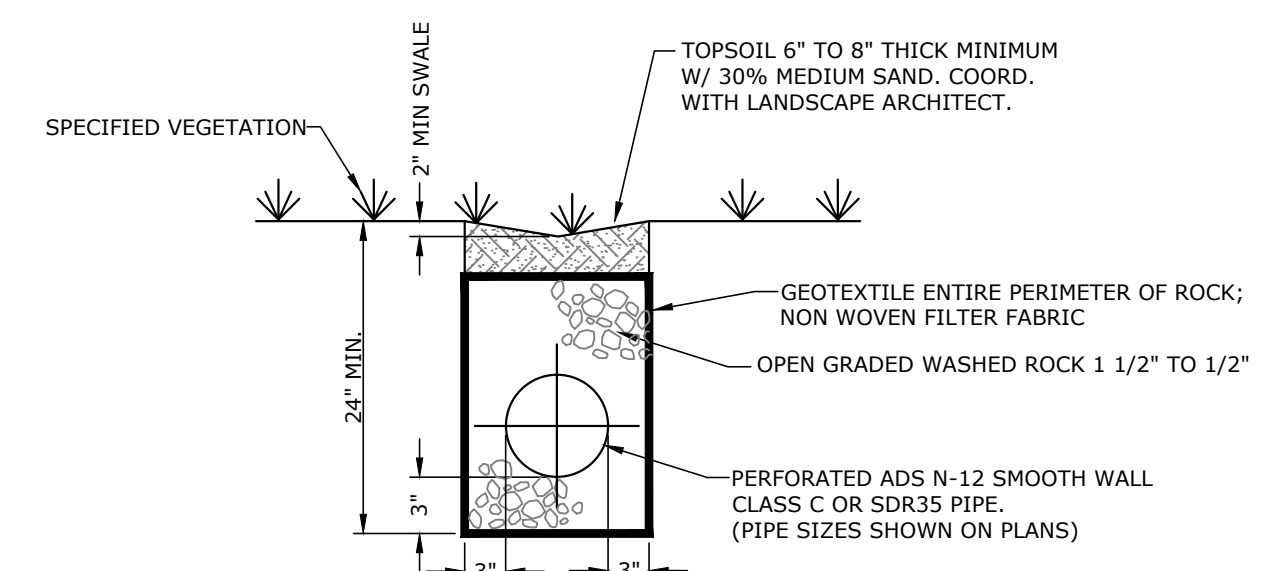 2" MIN SWALE
TOPSOIL 6" TO 8" THICK MINIMUM
W/ 30% MEDIUM SAND. COORD.
WITH LANDSCAPE ARCHITECT.
SPECIFIED VEGETATION
GEOTEXTILE ENTIRE PERIMETER OF ROCK;
NON WOVEN FILTER FABRIC
OPEN GRADED WASHED ROCK 1 1/2" TO 1/2"
24" MIN.
PERFORATED ADS N-12 SMOOTH WALL
CLASS C OR SDR35 PIPE.
(PIPE SIZES SHOWN ON PLANS)
3"
3"
3"